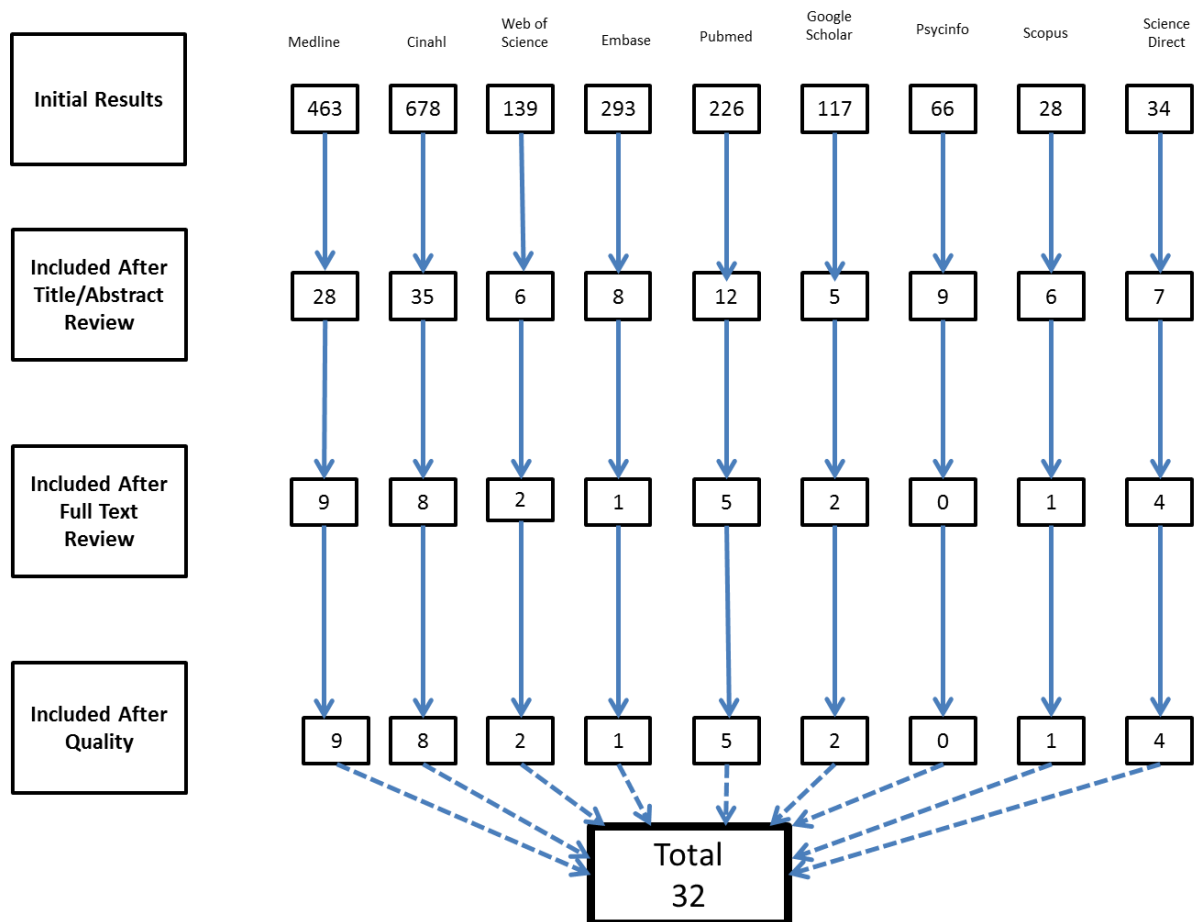 Medline Cinahl Web of Science Embase Pubmed Google Scholar Psycinfo Scopus Science Direct
Initial Results
463 678 139 293 226 117 66 28 34
Included After
Title/Abstract
Review
28 35 6 8 12 5 9 6 7
Included After
Full Text
Review
9 8 2 1 5 2 0 1 4
Included After
Quality
9 8 2 1 5 2 0 1 4
Total
32